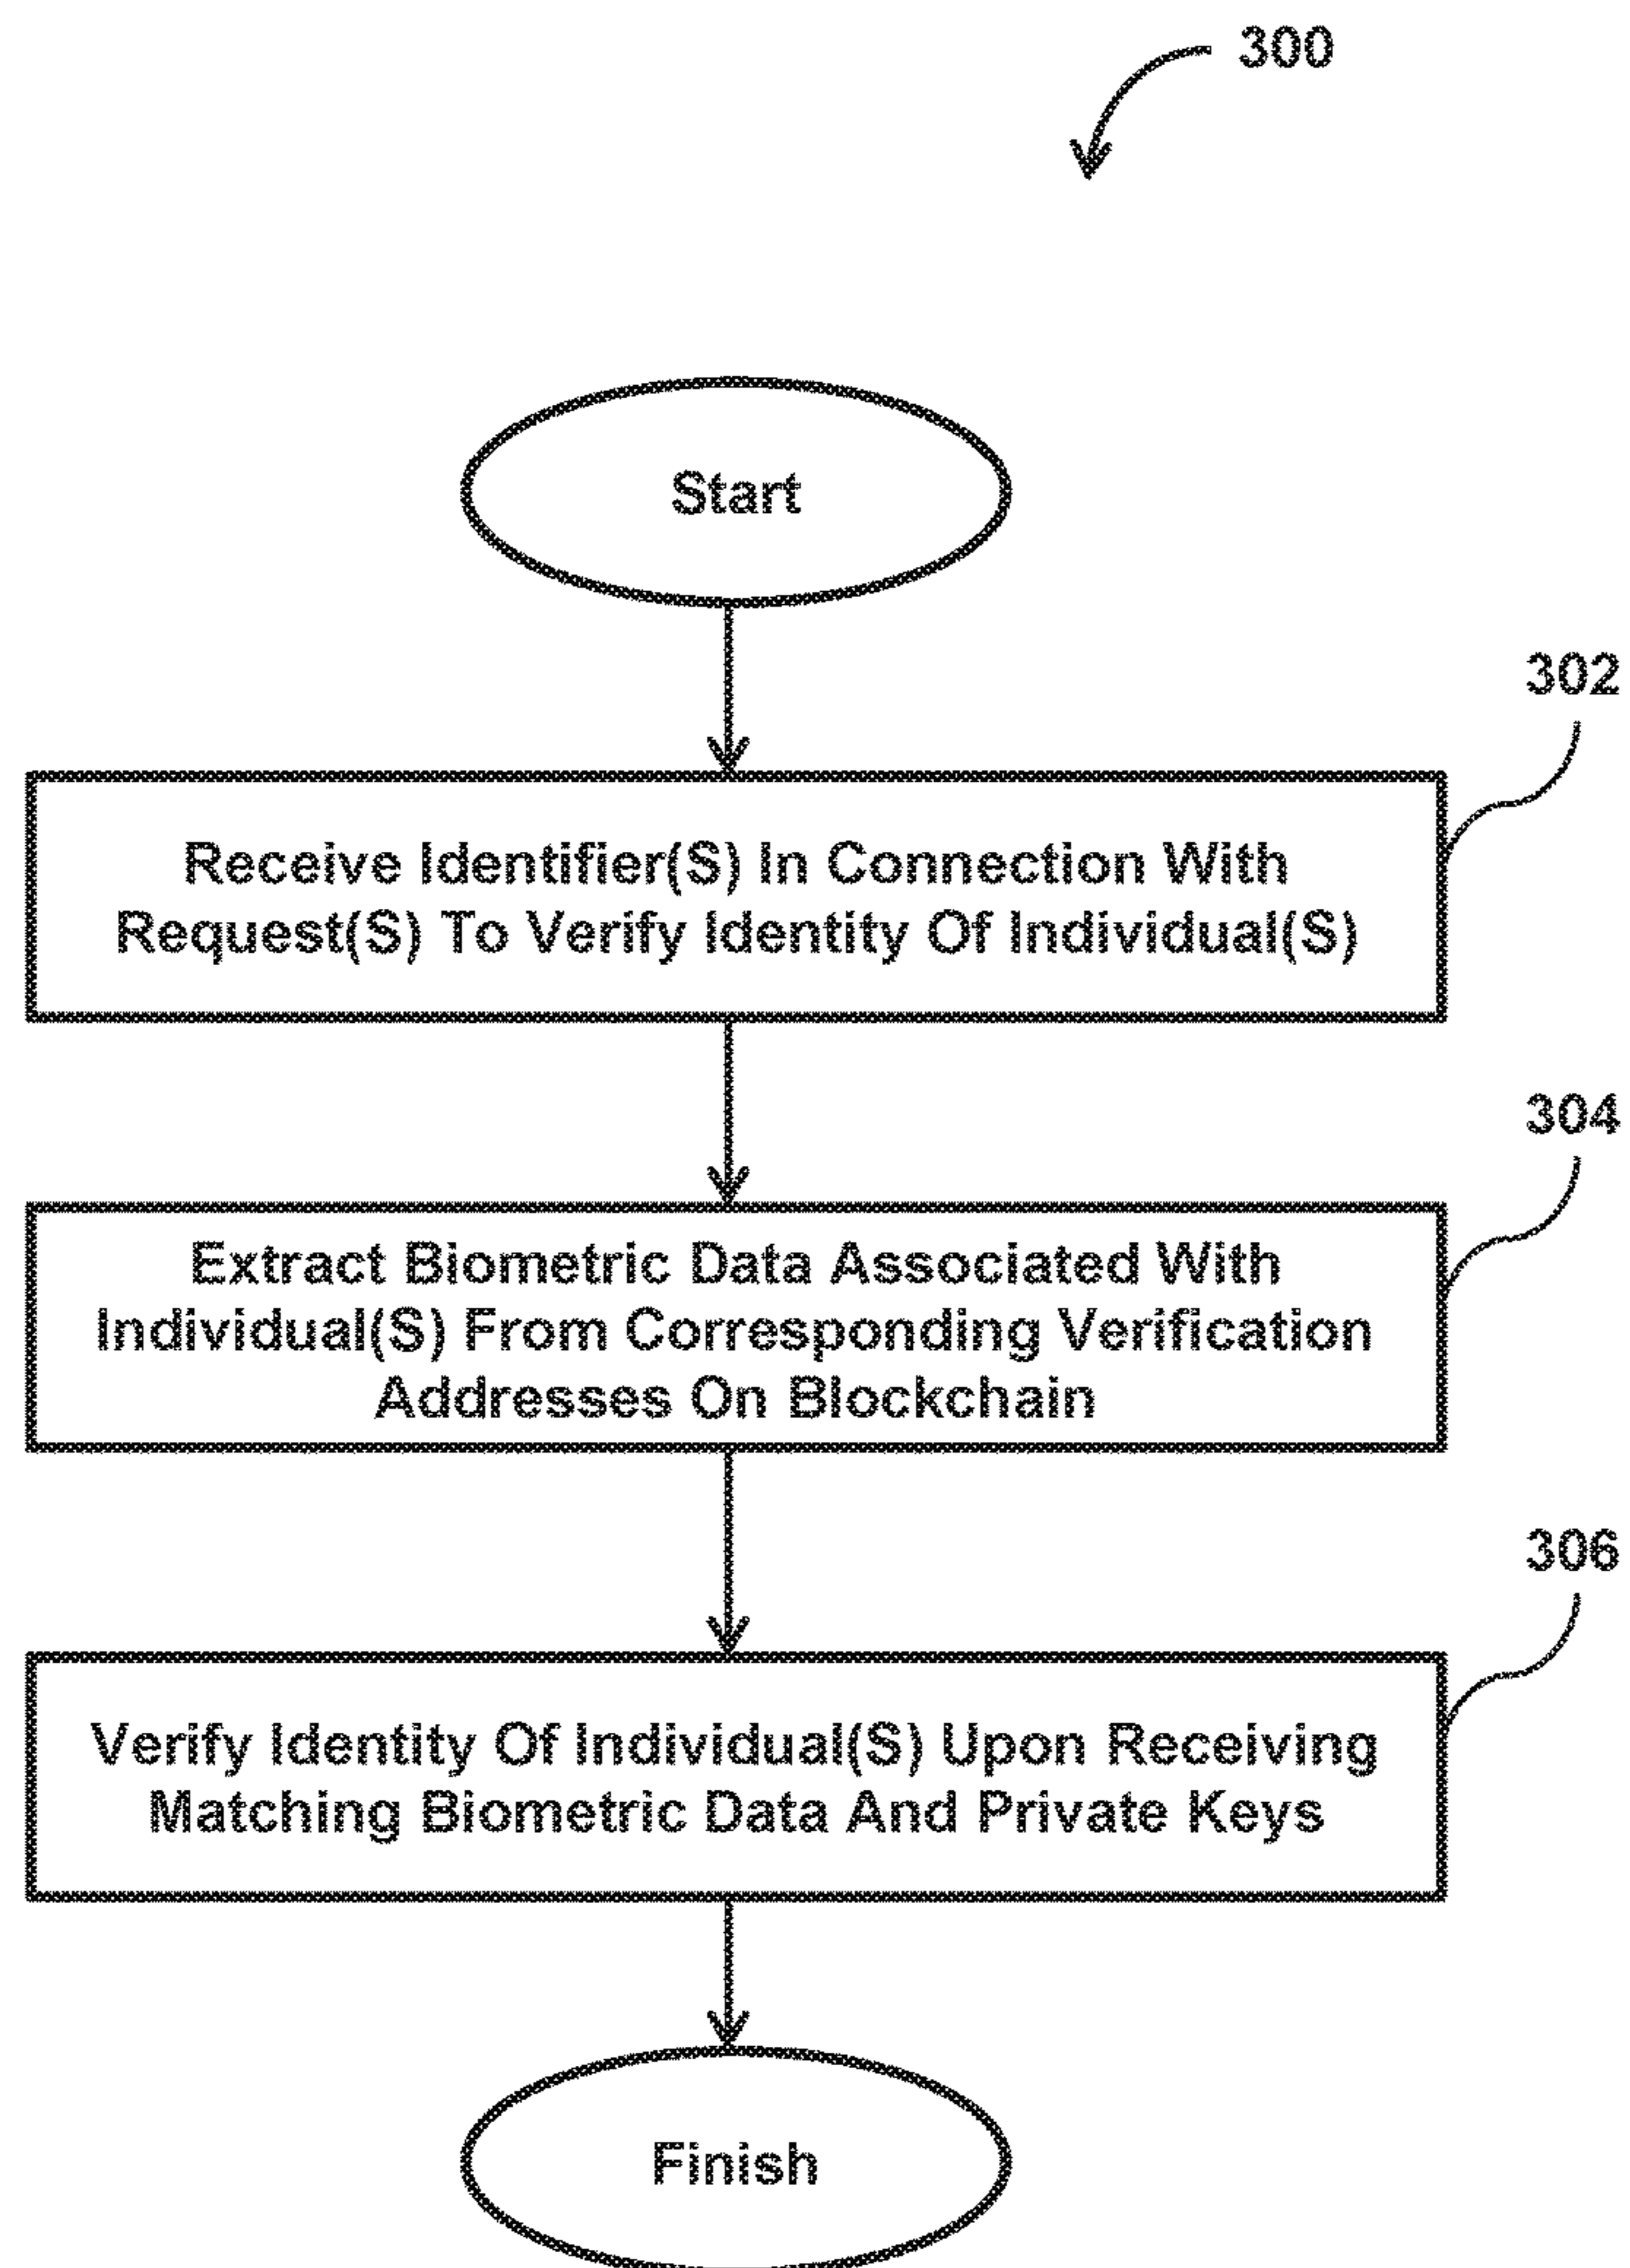 300
Start
302
Receive Identifier(S) In Connection With
Request(S) To Verify Identity Of Individual(S)
304
Extract Biometric Data Associated With
Individual(S) From Corresponding Verification
Addresses On Blockchain
306
Verify Identity Of Individual(S) Upon Receiving
Matching Biometric Data And Private Keys
Finish